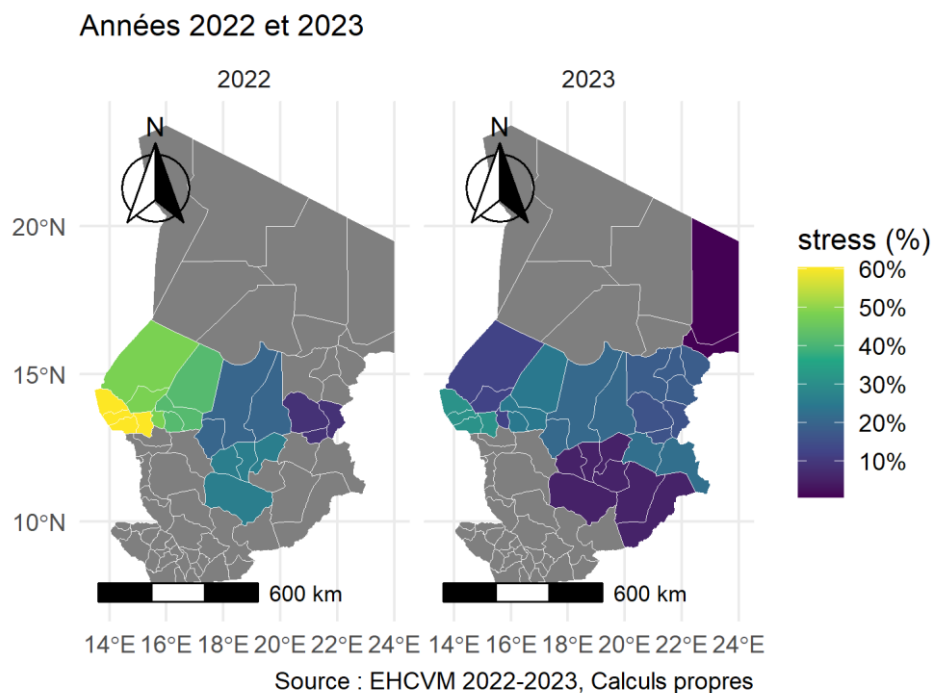 Années 2022 et 2023
2022
2023
N
N
20°N
15°N
10°N
600 km
600 km
14°E 16°E 18°E 20°E 22°E 24°E
14°E 16°E 18°E 20°E 22°E 24°E
stress (%)
60%
50%
40%
30%
20%
10%
Source : EHCVM 2022-2023, Calculs propres